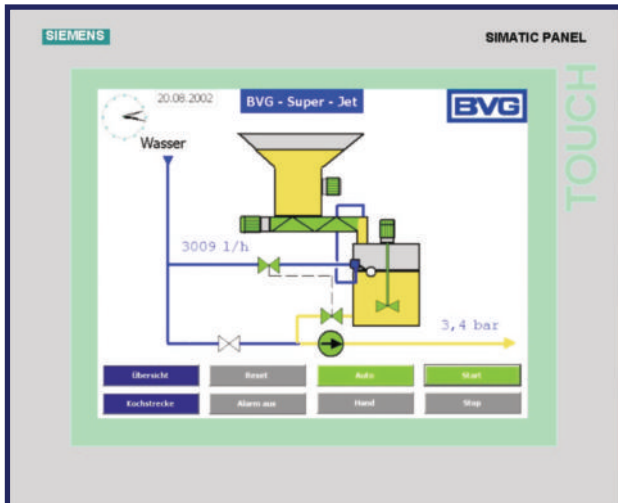 SIEMENS
SIMATIC PANEL
TOUCH
20.08.2002
BVG - Super - Jet
BVG
Wasser
3009 l/h
3,4 bar
Übersicht
Reset
Auto
Start
Kochstrecke
Alarm aus
Hand
Stop